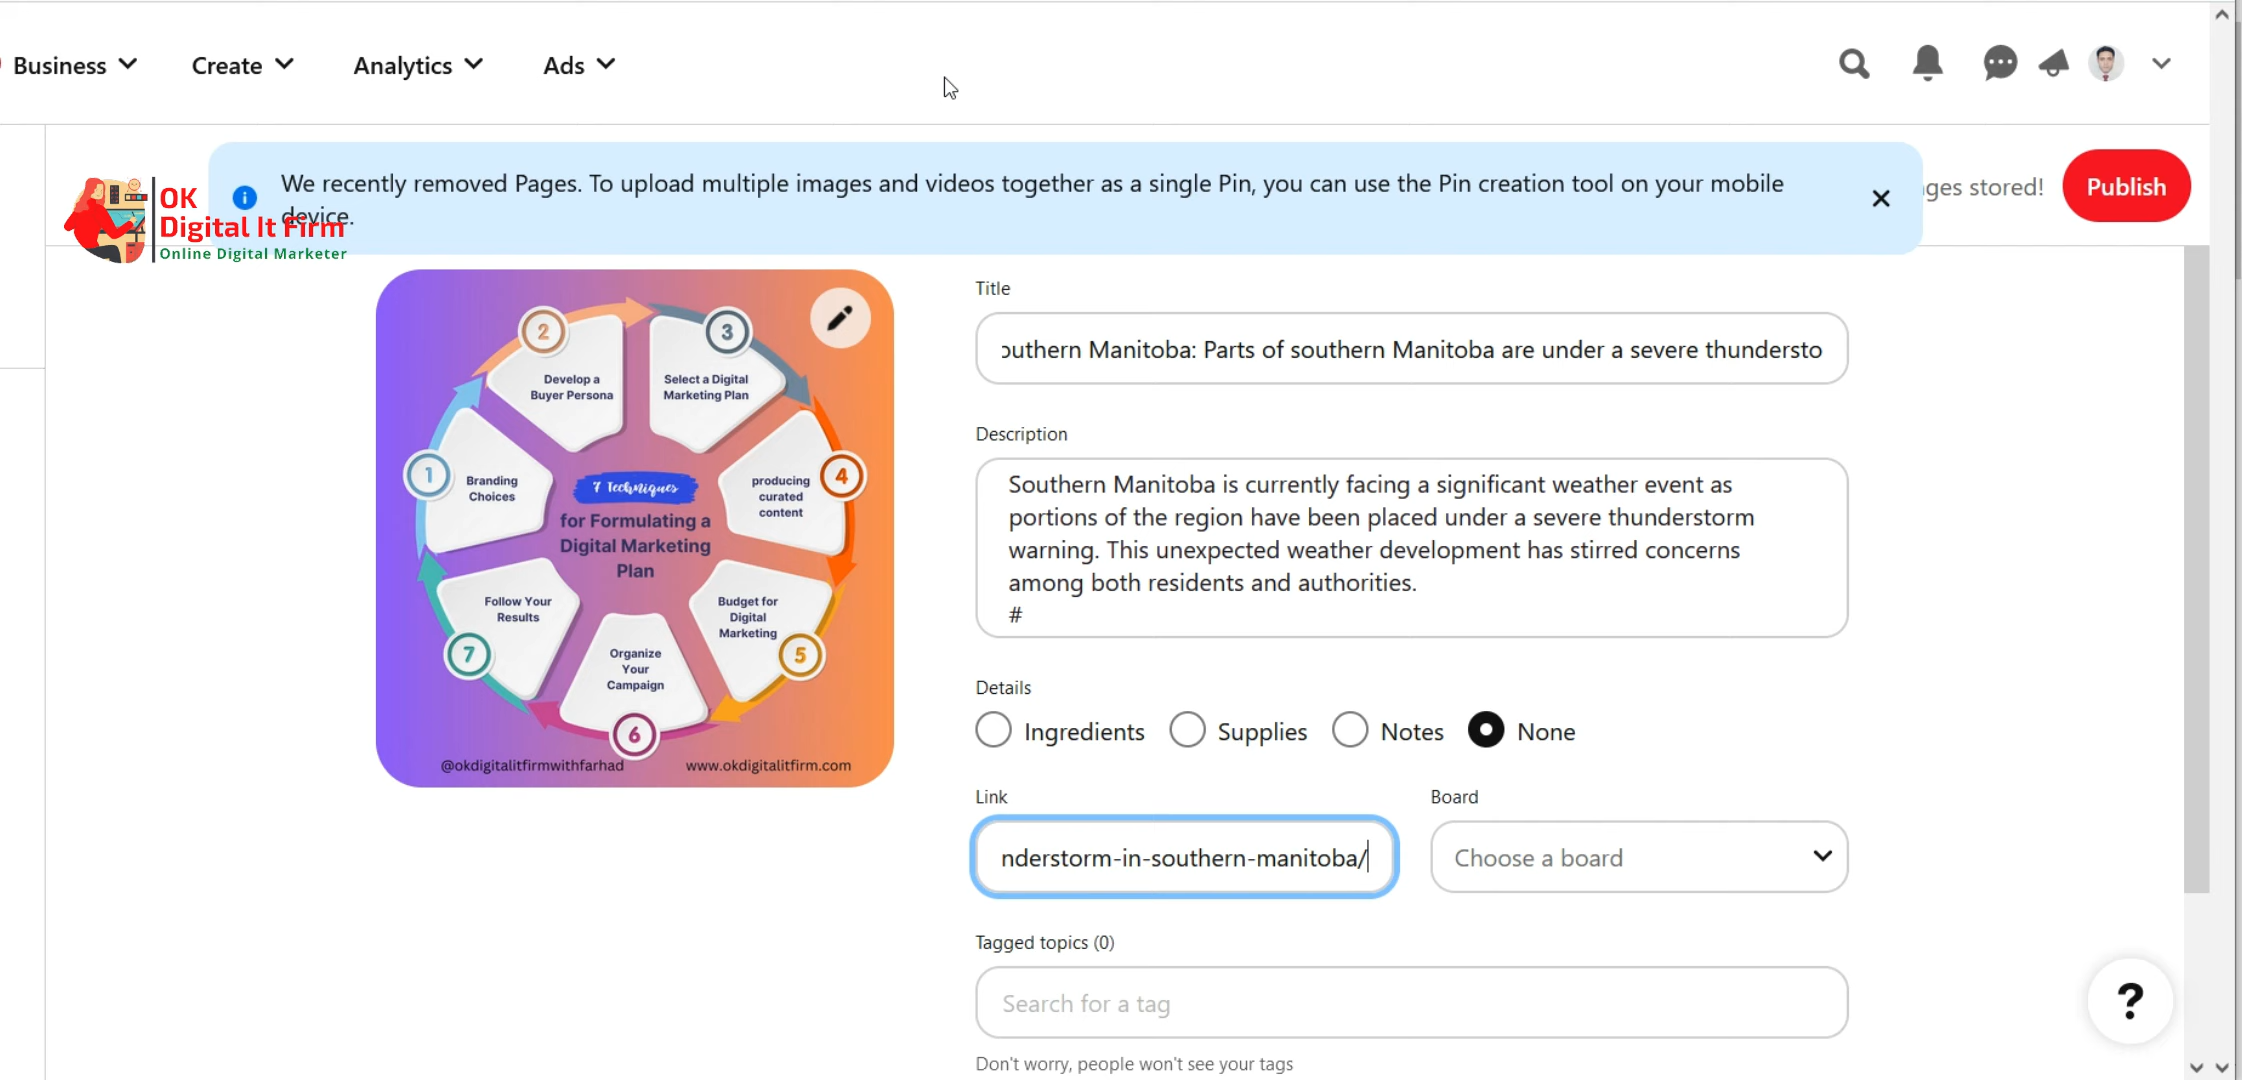 Business
Create
Analytics
Ads
We recently removed Pages. To upload multiple images and videos together as a single Pin, you can use the Pin creation tool on your mobile
device.
ges stored!
Publish
OK
Digital It Firm
Online Digital Marketer
2
Develop a
Buyer Persona
3
Select a Digital
Marketing Plan
1
Branding
Choices
7 Techniques
for Formulating a
Digital Marketing
Plan
producing
curated
content
4
Follow Your
Results
7
Organize
Your
Campaign
6
Budget for
Digital
Marketing
5
@okdigitalitfirmwithfarhad
www.okdigitalitfirm.com
Title
outhern Manitoba: Parts of southern Manitoba are under a severe thundersto
Description
Southern Manitoba is currently facing a significant weather event as
portions of the region have been placed under a severe thunderstorm
warning. This unexpected weather development has stirred concerns
among both residents and authorities.
#
Details
Ingredients
Supplies
Notes
None
Link
Board
nderstorm-in-southern-manitoba/
Choose a board
Tagged topics (0)
Search for a tag
Don't worry, people won't see your tags
?